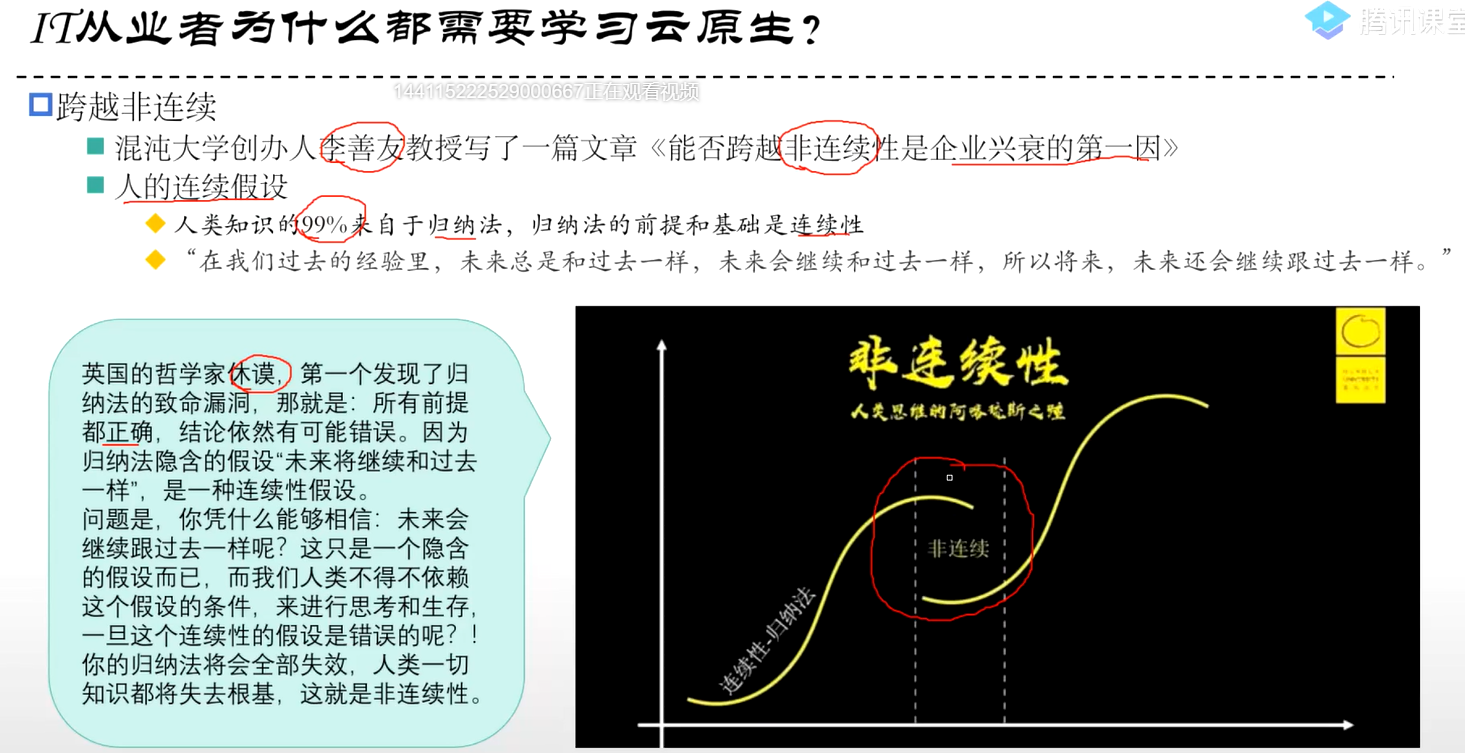 IT从业者为什么都需要学习云原生?
腾讯课堂
144115222529000667正在观看视频
跨越非连续
混沌大学创办人李善友教授写了一篇文章《能否跨越非连续性是企业兴衰的第一因》
人的连续假设
人类知识的99%来自于归纳法，归纳法的前提和基础是连续性
“在我们过去的经验里，未来总是和过去一样，未来会继续和过去一样，所以将来，未来还会继续跟过去一样。”
英国的哲学家休谟，第一个发现了归
纳法的致命漏洞，那就是：所有前提
都正确，结论依然有可能错误。因为
归纳法隐含的假设“未来将继续和过去
一样”，是一种连续性假设。
问题是，你凭什么能够相信：未来会
继续跟过去一样呢？这只是一个隐含
的假设而已，而我们人类不得不依赖
这个假设的条件，来进行思考和生存，
一旦这个连续性的假设是错误的呢？！
你的归纳法将会全部失效，人类一切
知识都将失去根基，这就是非连续性。
非连续性
人类思维的阿喀琉斯之踵
非连续
连续性-归纳法